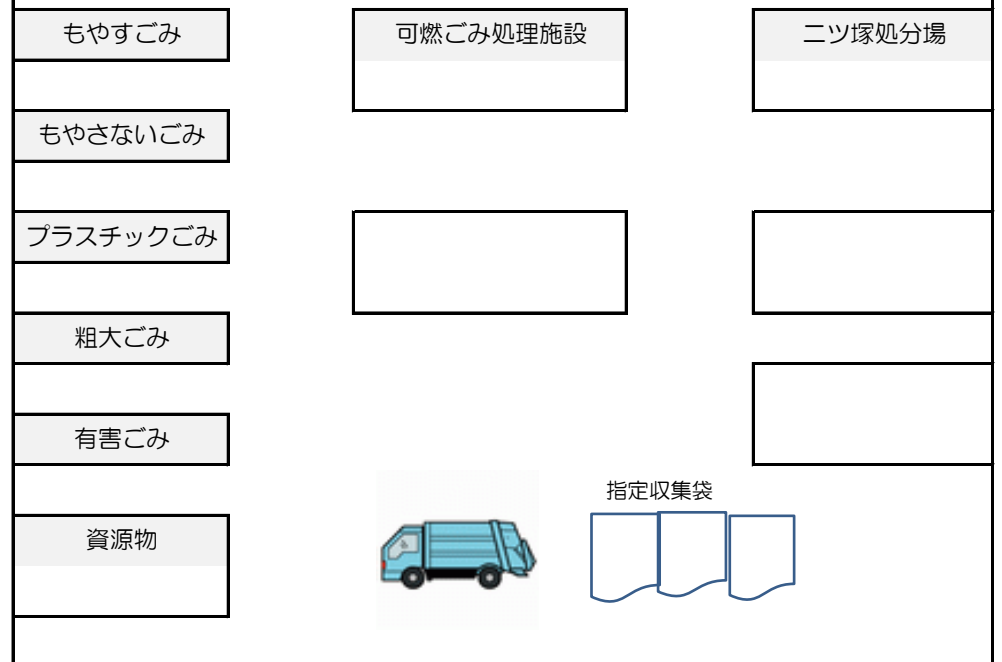 もやすごみ
可燃ごみ処理施設
二ツ塚処分場
もやさないごみ
プラスチックごみ
粗大ごみ
有害ごみ
資源物
指定収集袋